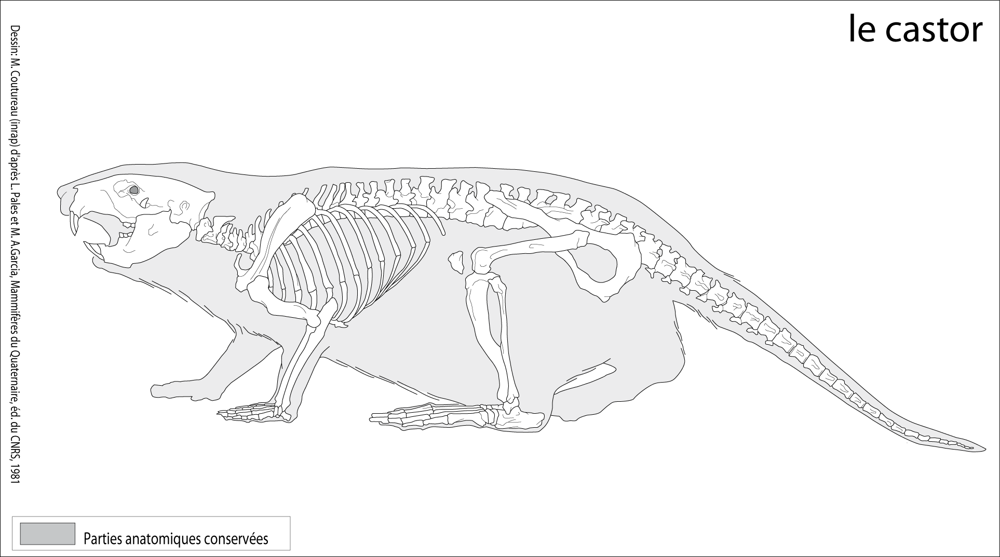 le castor
Dessin: M. Coutureau (inrap) d'après L. Pales et M.A.Garcia, Mammifères du Quaternaire, éd. du CNRS, 1981
Parties anatomiques conservées